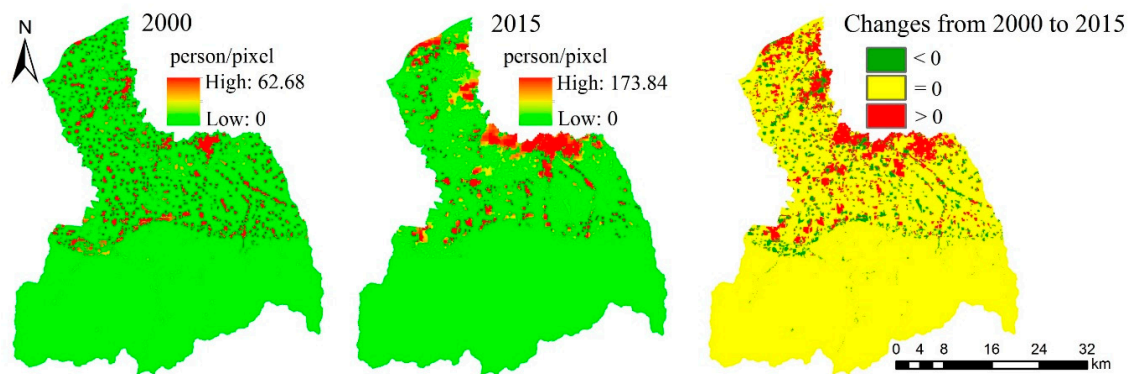 N
2000
person/pixel
High: 62.68
Low: 0
2015
person/pixel
High: 173.84
Low: 0
Changes from 2000 to 2015
< 0
= 0
> 0
0 4 8 16 24 32
km